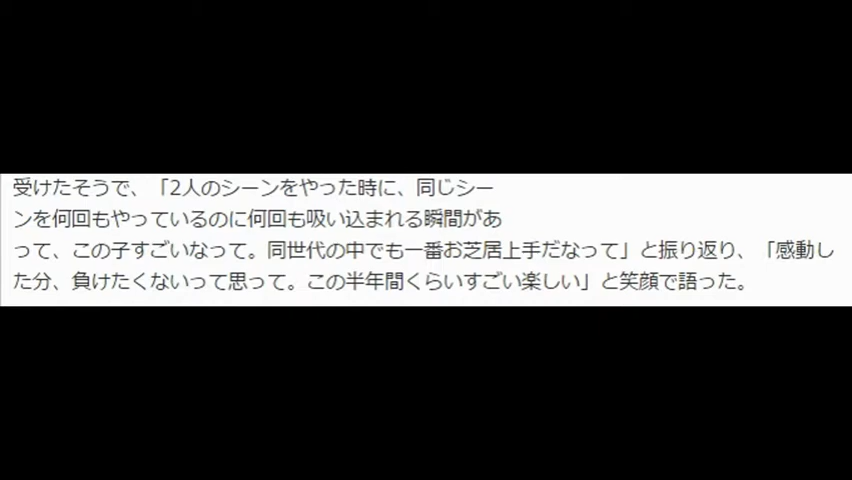 受けたそうで、「2人のシーンをやった時に、同じシー
ンを何回もやっているのに何回も吸い込まれる瞬間があ
って、この子すごいなって。同世代の中でも一番お芝居上手だなって」と振り返り、「感動し
た分、負けたくないって思って。この半年間くらいすごい楽しい」と笑顔で語った。